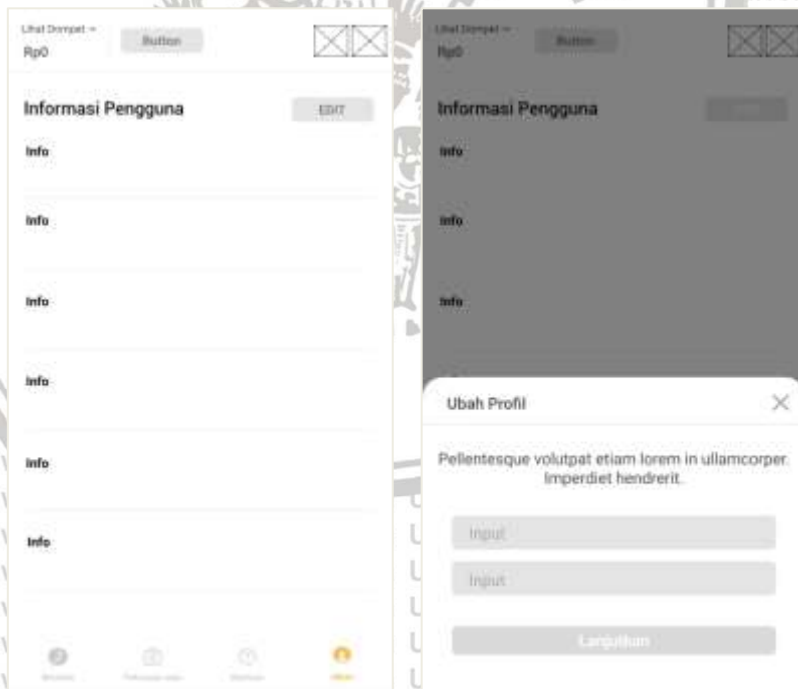 Lihat Dompet
Rp0
Button
Informasi Pengguna
EDIT
Info
Info
Info
Info
Info
Info
Lihat Dompet
Rp0
Button
Informasi Pengguna
Info
Info
Info
Ubah Profil
Pellentesque volutpat etiam lorem in ullamcorper.
Imperdiet hendrerit.
Input
Input
Lanjutkan